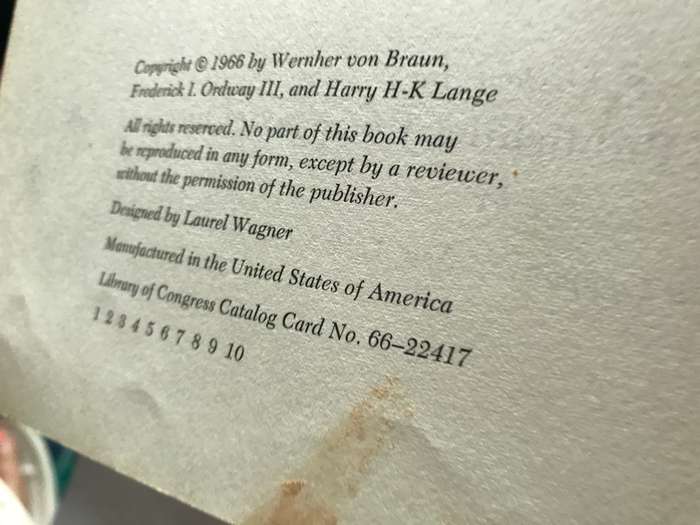 Copyright © 1966 by Wernher von Braun,
Frederick I. Ordway III, and Harry H-K Lange
All rights reserved. No part of this book may
be reproduced in any form, except by a reviewer,
without the permission of the publisher.
Designed by Laurel Wagner
Manufactured in the United States of America
Library of Congress Catalog Card No. 66–22417
1 2 3 4 5 6 7 8 9 10